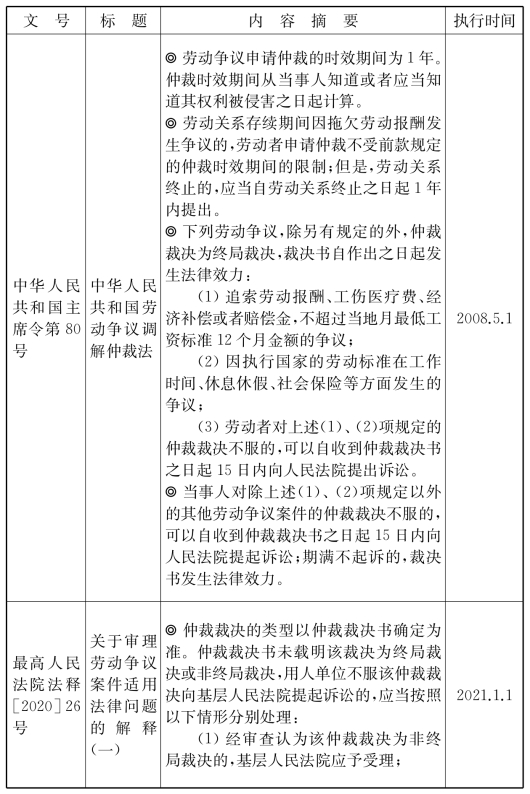 文 号 标 题 内 容 摘 要 执行时间
中华人民
共和国主
席令第 80
号
中华人民
共和国劳
动争议调
解仲裁法
◎ 劳动争议申请仲裁的时效期间为 1 年。
仲裁时效期间从当事人知道或者应当知
道其权利被侵害之日起计算。
◎ 劳动关系存续期间因拖欠劳动报酬发
生争议的,劳动者申请仲裁不受前款规定
的仲裁时效期间的限制;但是,劳动关系
终止的,应当自劳动关系终止之日起 1 年
内提出。
◎ 下列劳动争议,除另有规定的外,仲裁
裁决为终局裁决,裁决书自作出之日起发
生法律效力:
(1) 追索劳动报酬、工伤医疗费、经
济补偿或者赔偿金,不超过当地月最低工
资标准 12 个月金额的争议;
(2) 因执行国家的劳动标准在工作
时间、休息休假、社会保险等方面发生的
争议;
(3) 劳动者对上述(1)、(2)项规定的
仲裁裁决不服的,可以自收到仲裁裁决书
之日起 15 日内向人民法院提出诉讼。
◎ 当事人对除上述(1)、(2)项规定以外
的其他劳动争议案件的仲裁裁决不服的,
可以自收到仲裁裁决书之日起 15 日内向
人民法院提起诉讼;期满不起诉的,裁决
书发生法律效力。
2008.5.1
最高人民
法院法释
[2020]26
号
关于审理
劳动争议
案件适用
法律问题
的 解 释
(一)
◎ 仲裁裁决的类型以仲裁裁决书确定为
准。仲裁裁决书未载明该裁决为终局裁
决或非终局裁决,用人单位不服该仲裁裁
决向基层人民法院提起诉讼的,应当按照
以下情形分别处理:
(1) 经审查认为该仲裁裁决为非终
局裁决的,基层人民法院应予受理;
2021.1.1